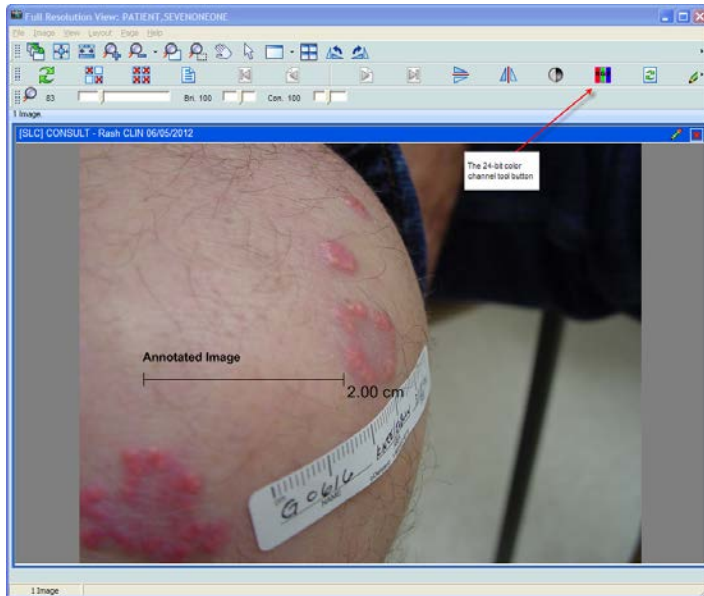 Full Resolution View: PATIENT,SEVENONEONE
File Image View Layout Page Help
83
Bri. 100
Con. 100
1 Image.
[SLC] CONSULT - Rash CLIN 06/05/2012
The 24-bit color
channel tool button
Annotated Image
2.00 cm
G 0616
NAME
1 Image